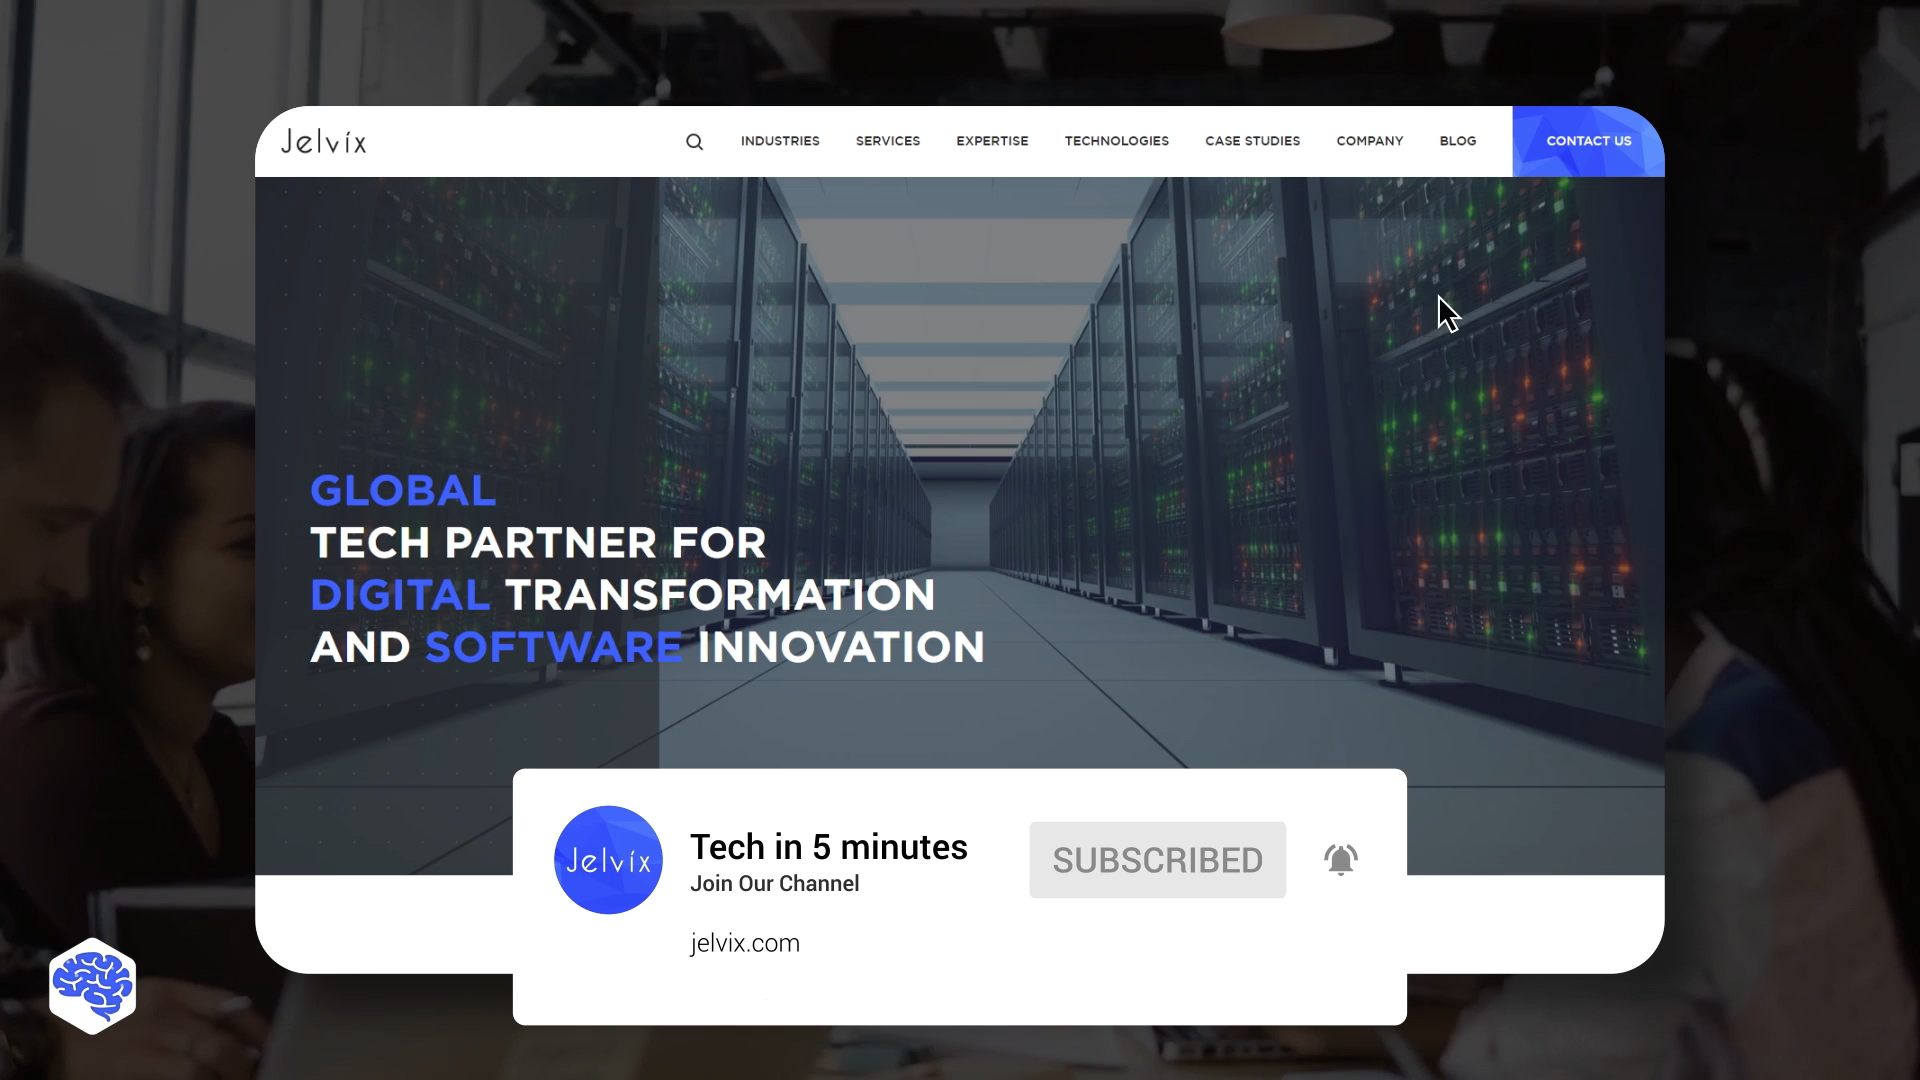 Jelvix
INDUSTRIES SERVICES EXPERTISE TECHNOLOGIES CASE STUDIES COMPANY BLOG CONTACT US
GLOBAL
TECH PARTNER FOR
DIGITAL TRANSFORMATION
AND SOFTWARE INNOVATION
Jelvix
Tech in 5 minutes
Join Our Channel
SUBSCRIBED
jelvix.com